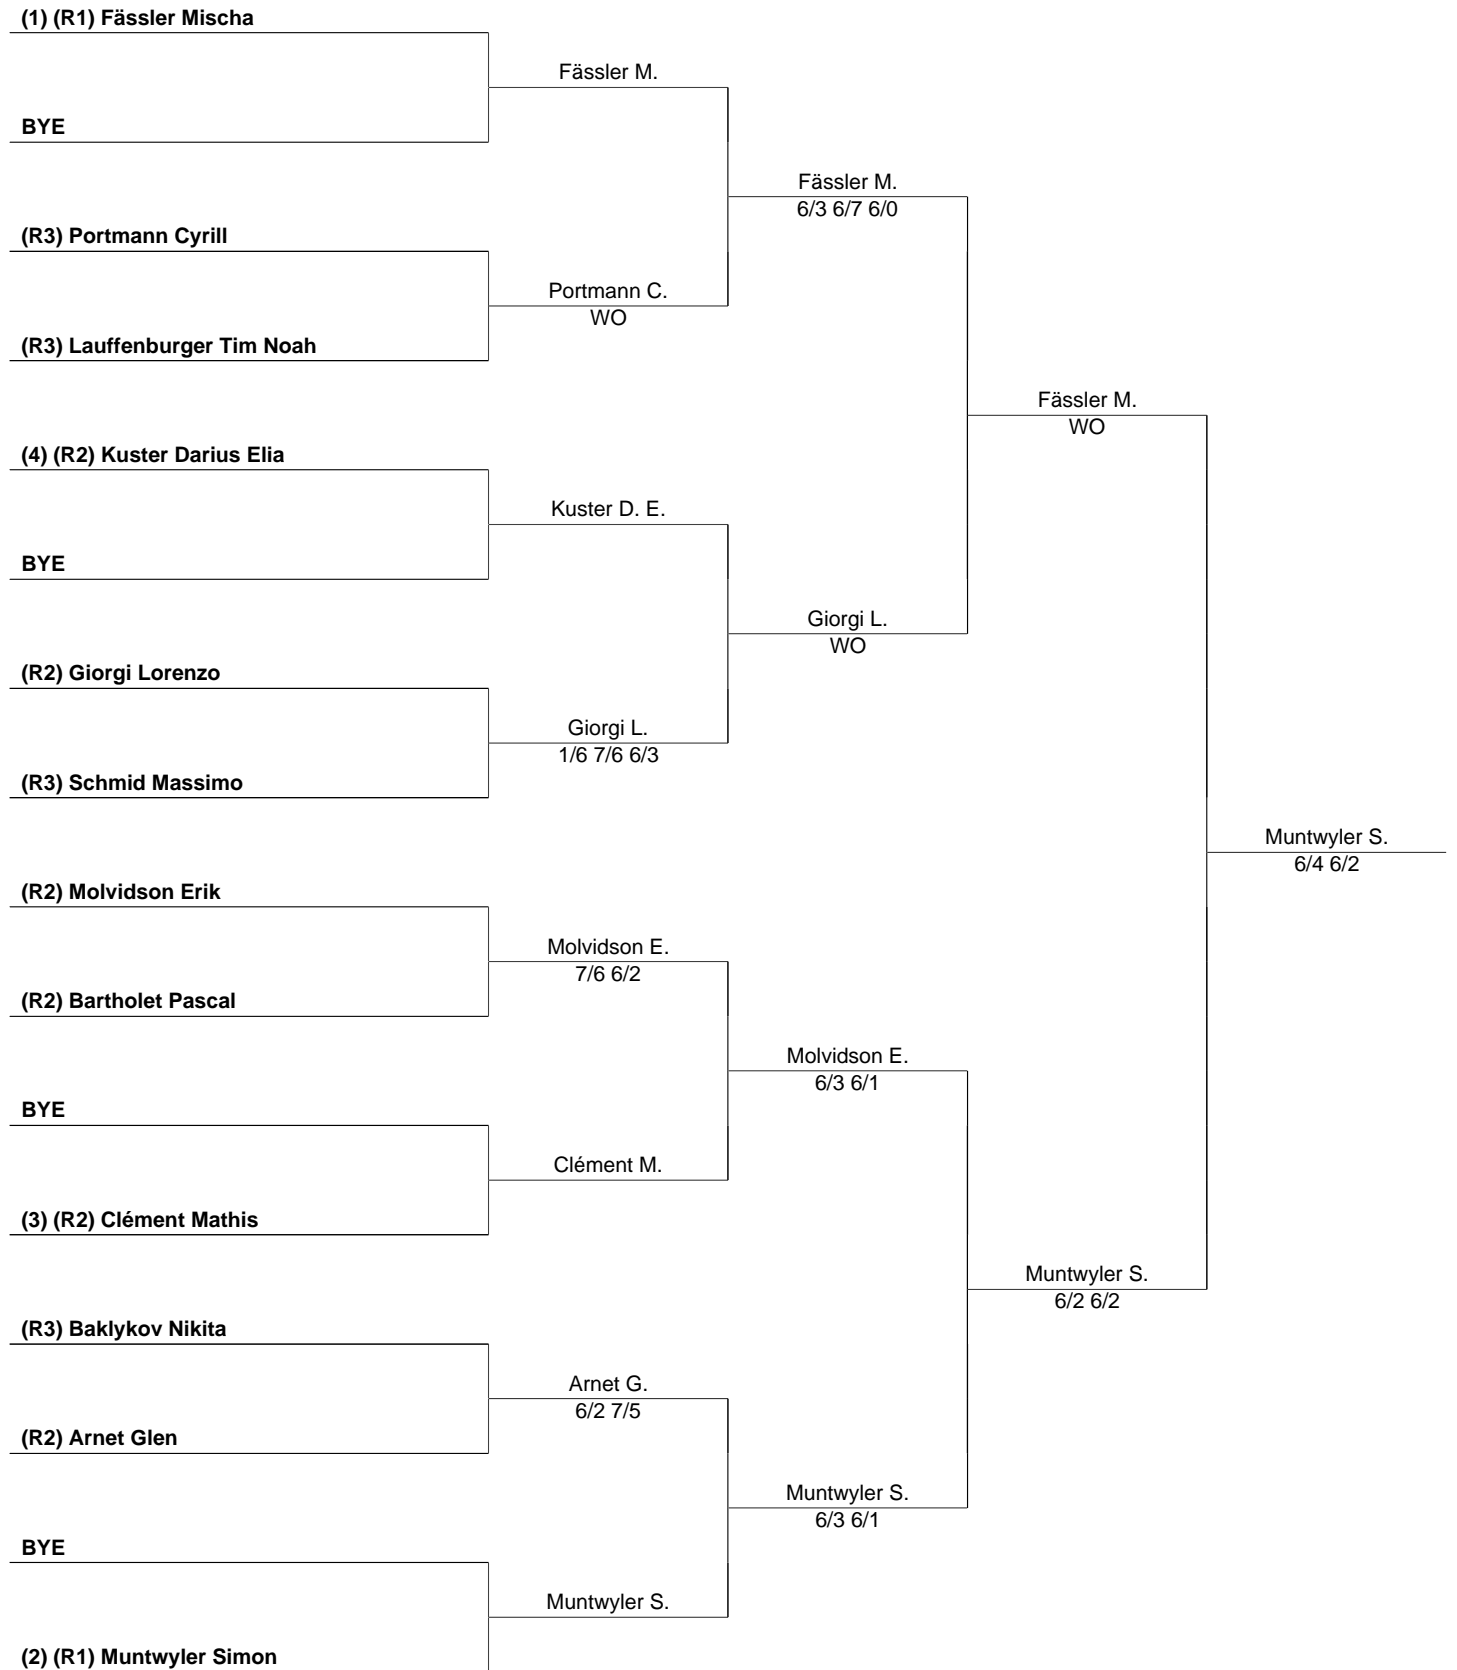 (1) (R1) Fässler Mischa
Fässler M.
BYE
Fässler M.
6/3 6/7 6/0
(R3) Portmann Cyrill
Portmann C.
WO
(R3) Lauffenburger Tim Noah
Fässler M.
WO
(4) (R2) Kuster Darius Elia
Kuster D. E.
BYE
Giorgi L.
WO
(R2) Giorgi Lorenzo
Giorgi L.
1/6 7/6 6/3
(R3) Schmid Massimo
Muntwyler S.
6/4 6/2
(R2) Molvidson Erik
Molvidson E.
7/6 6/2
(R2) Bartholet Pascal
Molvidson E.
6/3 6/1
BYE
Clément M.
(3) (R2) Clément Mathis
Muntwyler S.
6/2 6/2
(R3) Baklykov Nikita
Arnet G.
6/2 7/5
(R2) Arnet Glen
Muntwyler S.
6/3 6/1
BYE
Muntwyler S.
(2) (R1) Muntwyler Simon